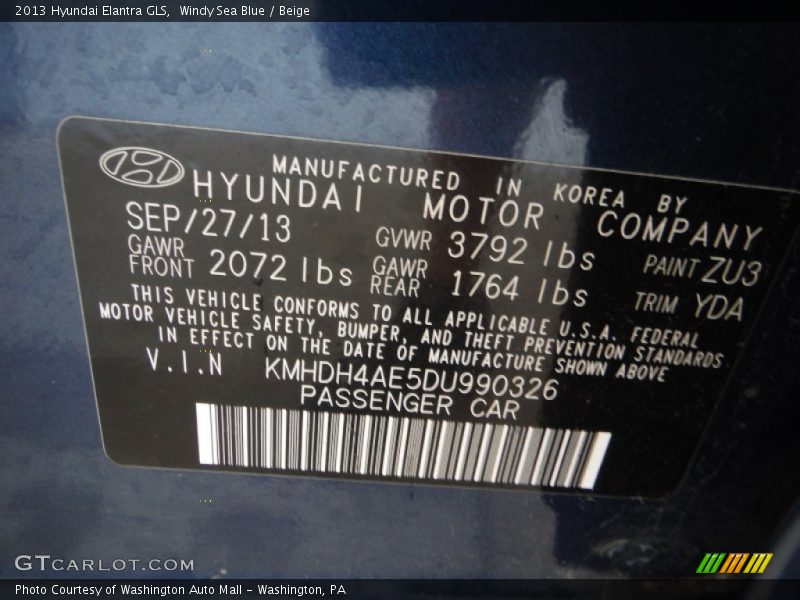 2013 Hyundai Elantra GLS,  Windy Sea Blue / Beige
MANUFACTURED IN KOREA BY
HYUNDAI MOTOR COMPANY
SEP/27/13 GVWR 3792 lbs PAINT ZU3
GAWR FRONT 2072 lbs GAWR REAR 1764 lbs TRIM YDA
THIS VEHICLE CONFORMS TO ALL APPLICABLE U.S.A. FEDERAL
MOTOR VEHICLE SAFETY, BUMPER, AND THEFT PREVENTION STANDARDS
IN EFFECT ON THE DATE OF MANUFACTURE SHOWN ABOVE
V.I.N KMHDH4AE5DU990326
PASSENGER CAR
GTCARLOT.COM
Photo Courtesy of Washington Auto Mall - Washington, PA